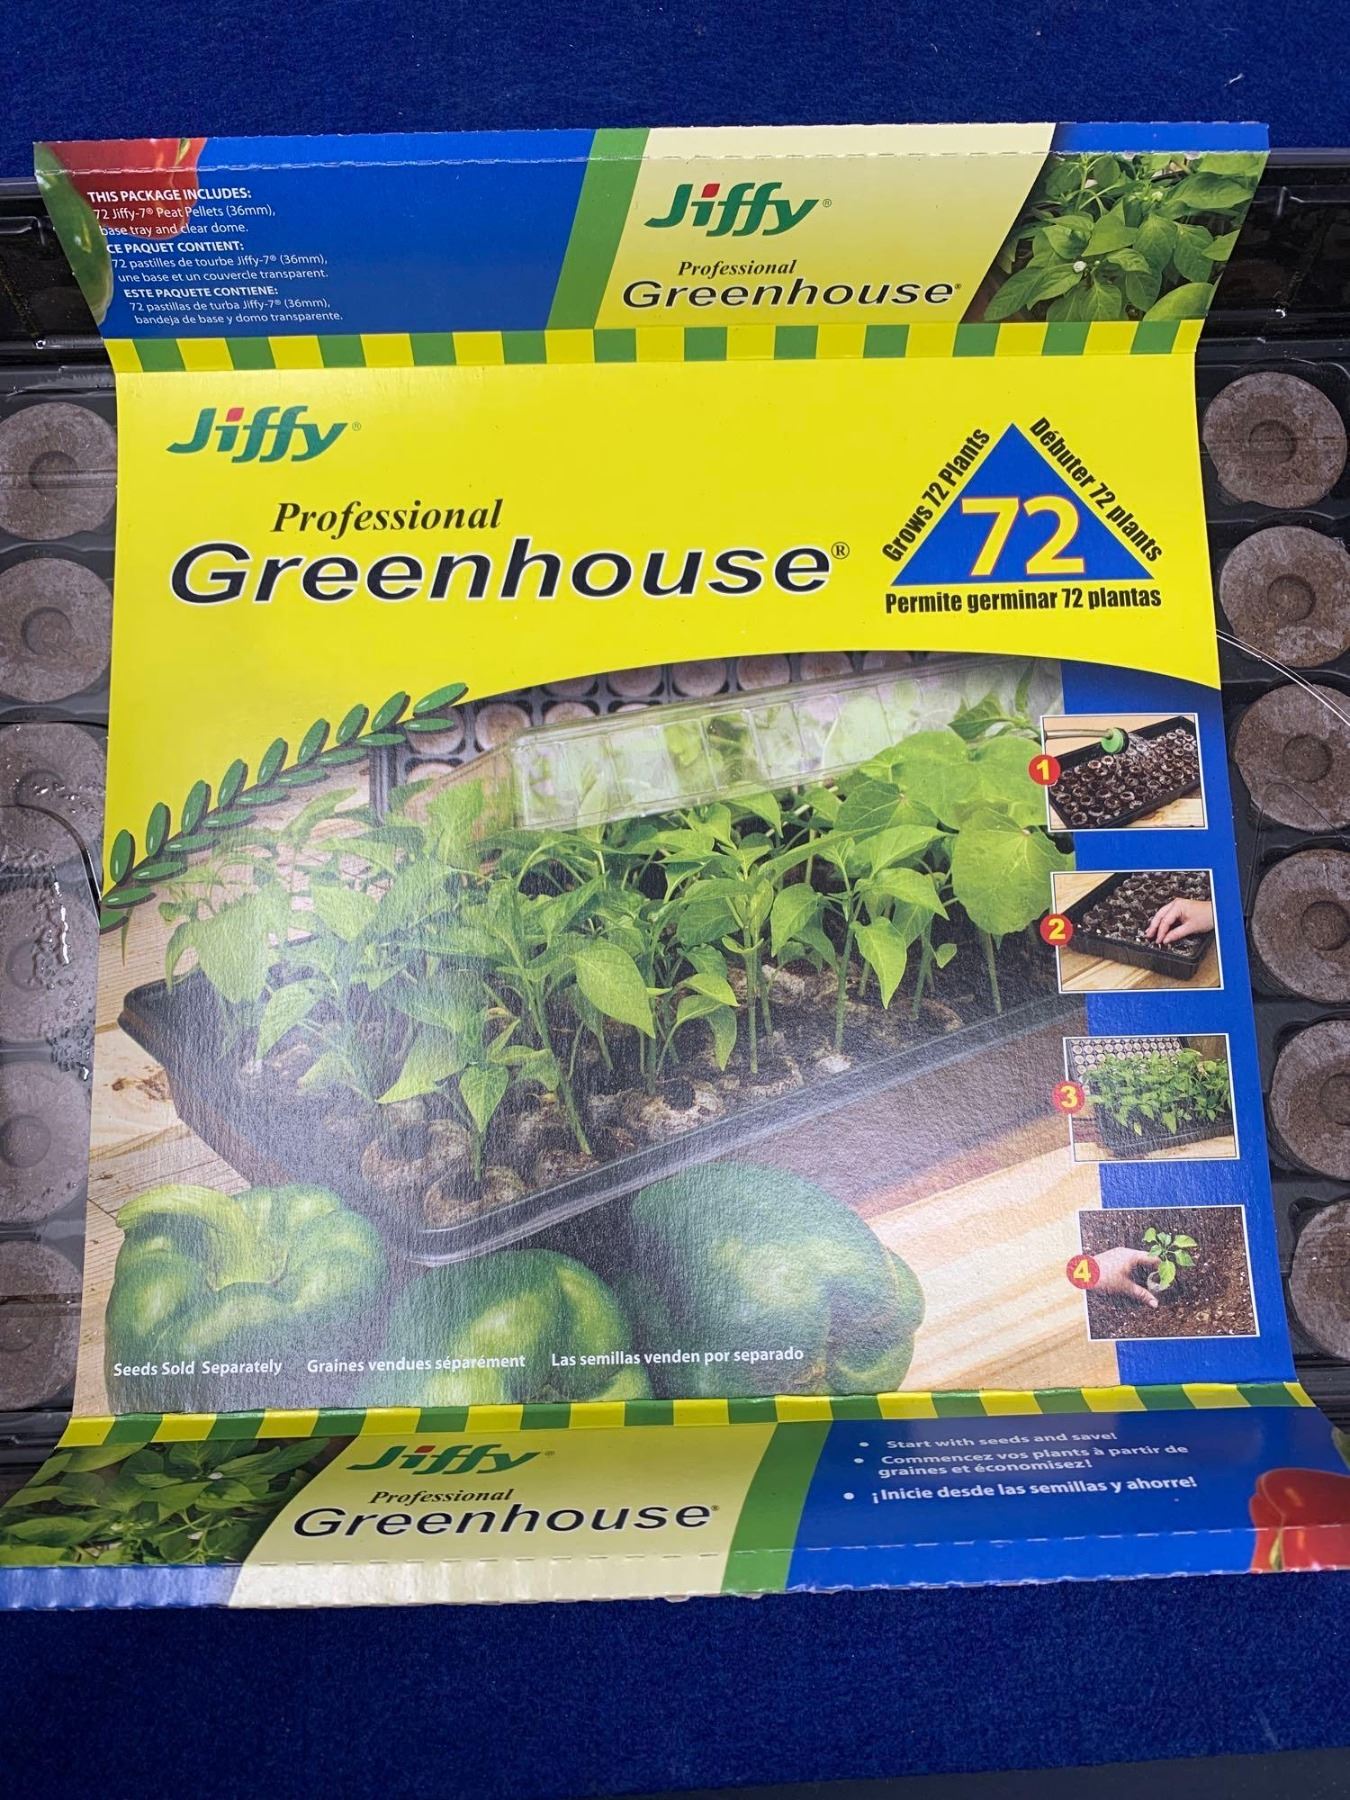 THIS PACKAGE INCLUDES:
72 Jiffy-7® Peat Pellets (36mm),
base tray and clear dome.
CE PAQUET CONTIENT:
72 pastilles de tourbe Jiffy-7® (36mm),
une base et un couvercle transparent.
ESTE PAQUETE CONTIENE:
72 pastillas de turba Jiffy-7® (36mm),
bandeja de base y domo transparente.
Jiffy®
Professional
Greenhouse®
Jiffy®
Professional
Greenhouse®
Grows 72 Plants
Débuter 72 plants
72
Permite germinar 72 plantas
1
2
3
4
Seeds Sold Separately
Graines vendues séparément
Las semillas venden por separado
Jiffy®
Professional
Greenhouse®
• Start with seeds and save!
• Commencez vos plants à partir de
graines et économisez!
• ¡Inicie desde las semillas y ahorre!